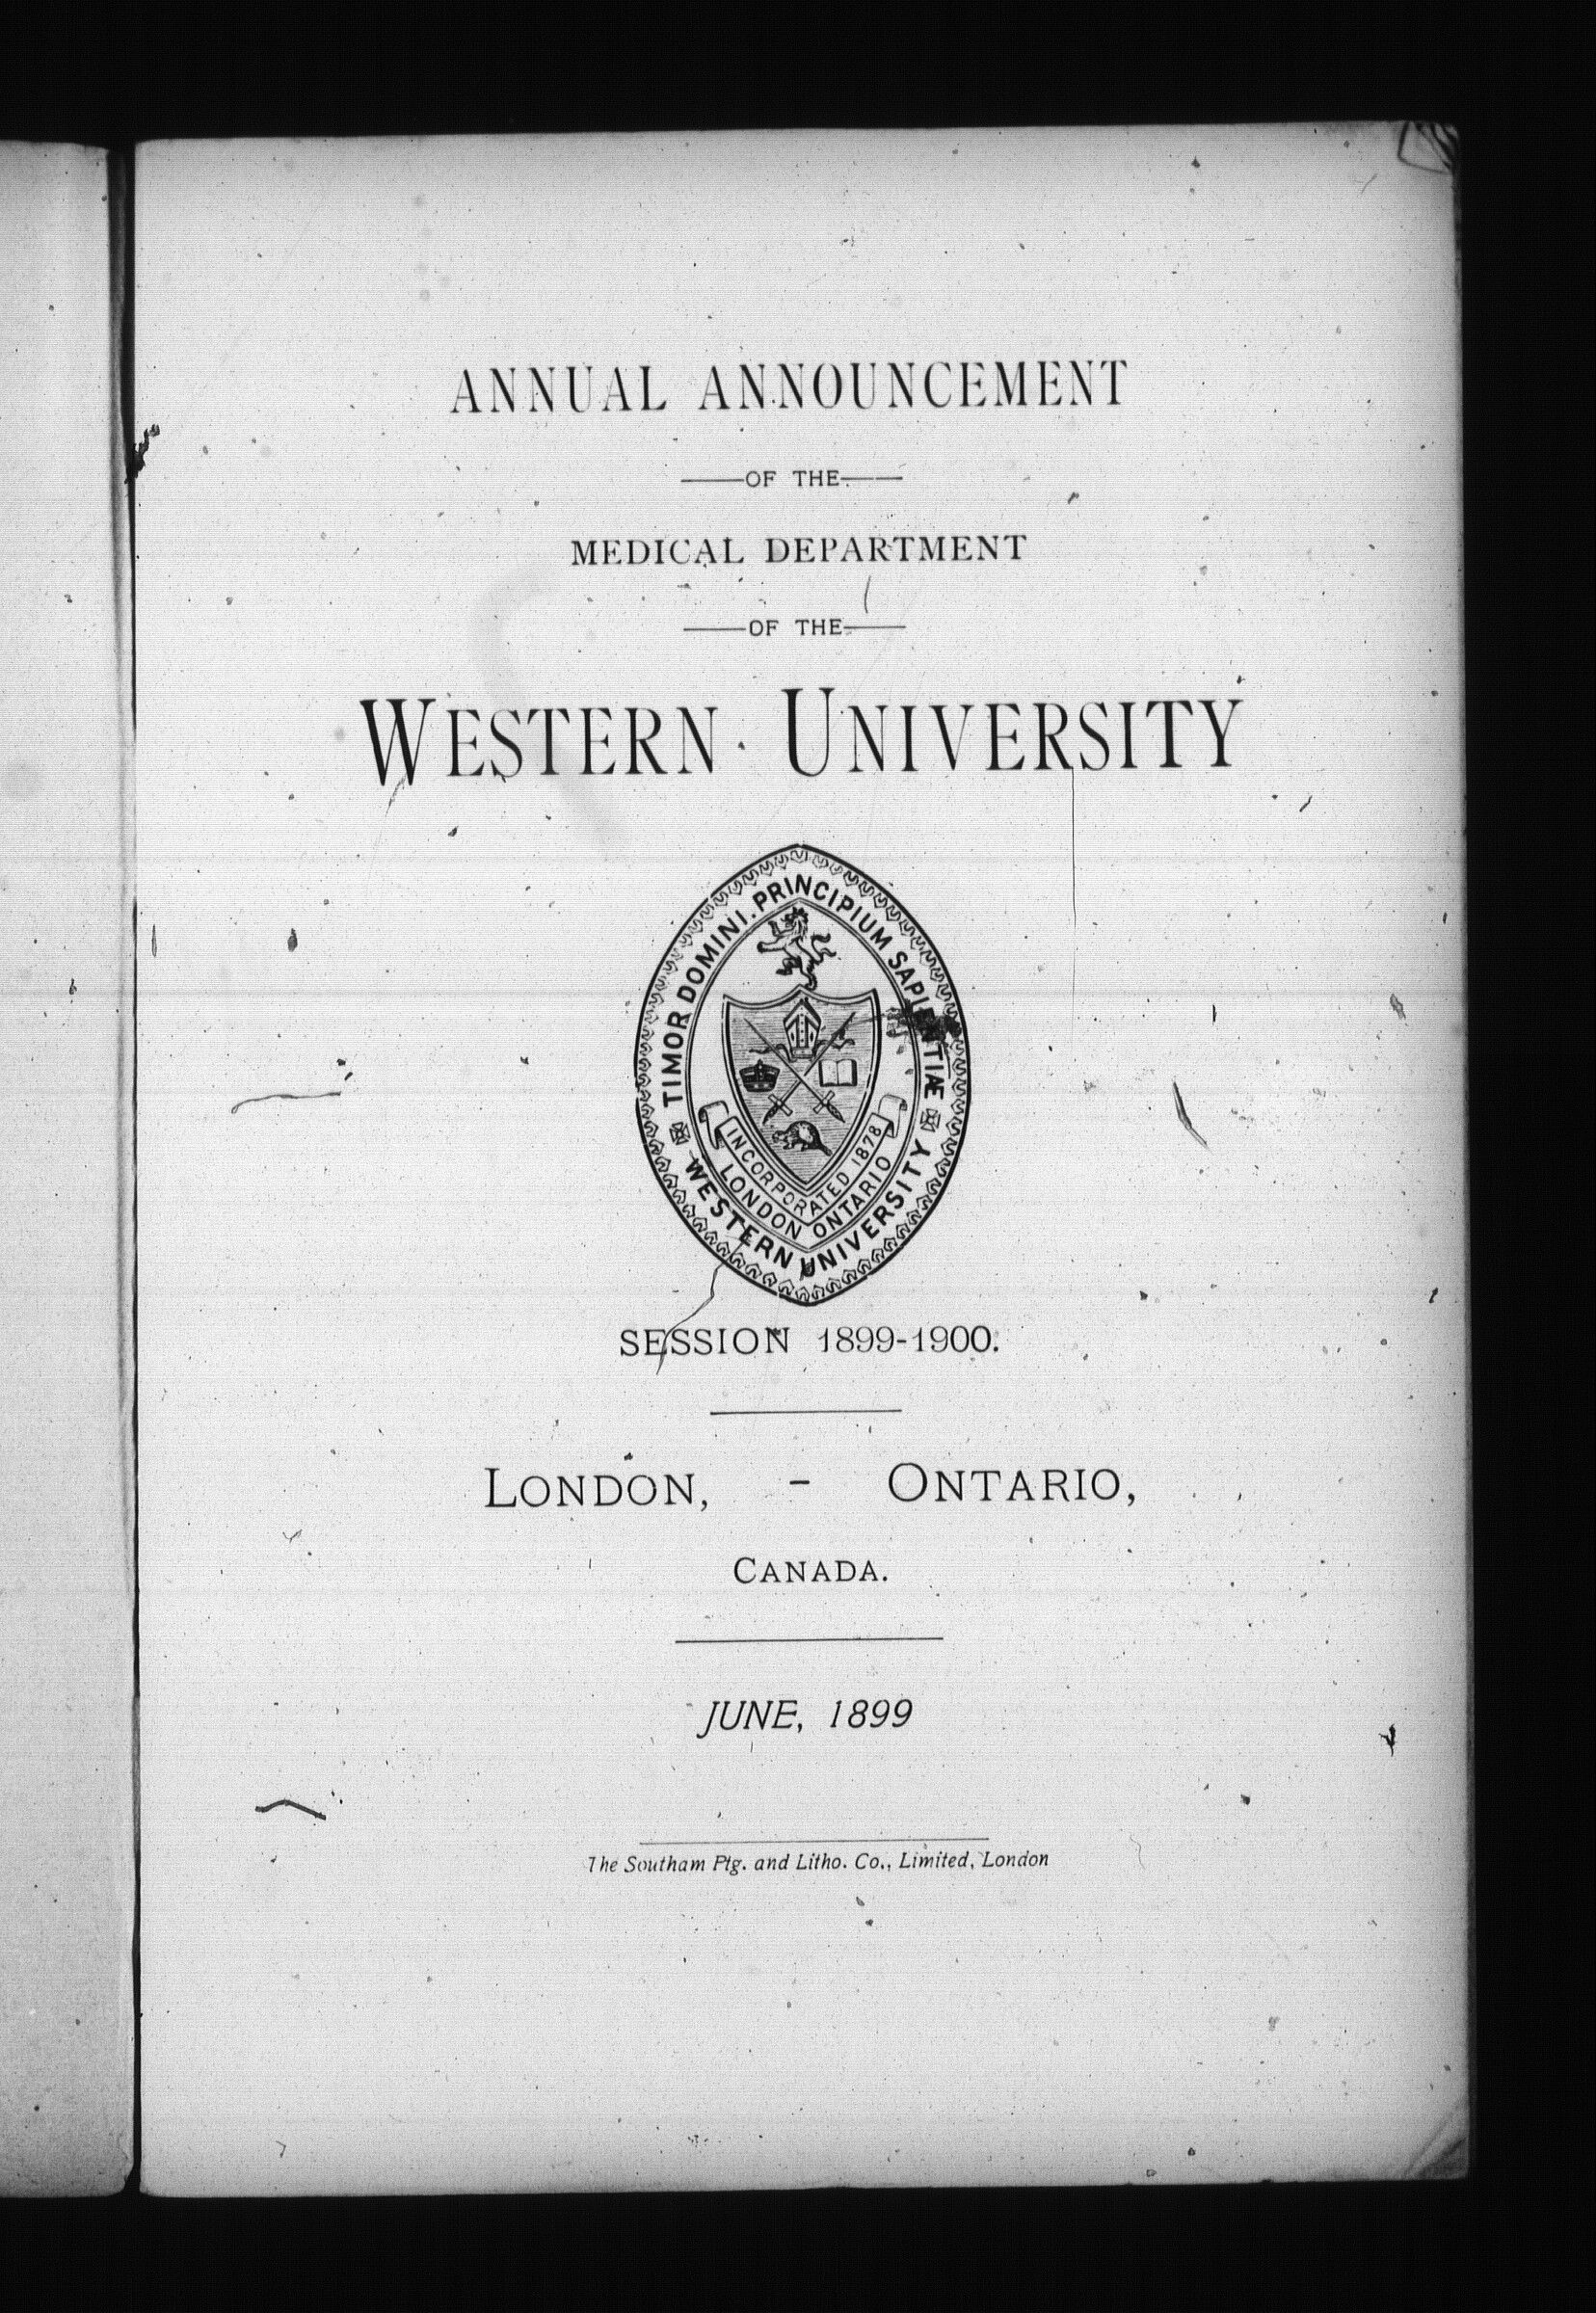 ANNUAL ANNOUNCEMENT
OF THE
MEDICAL DEPARTMENT
OF THE
WESTERN UNIVERSITY
TIMOR DOMINI. PRINCIPIUM SAPIENTIÆ
INCORPORATED 1878
LONDON ONTARIO
WESTERN UNIVERSITY
SESSION 1899-1900.
LONDON, - ONTARIO,
CANADA.
JUNE, 1899
The Southam Ptg. and Litho. Co., Limited, London